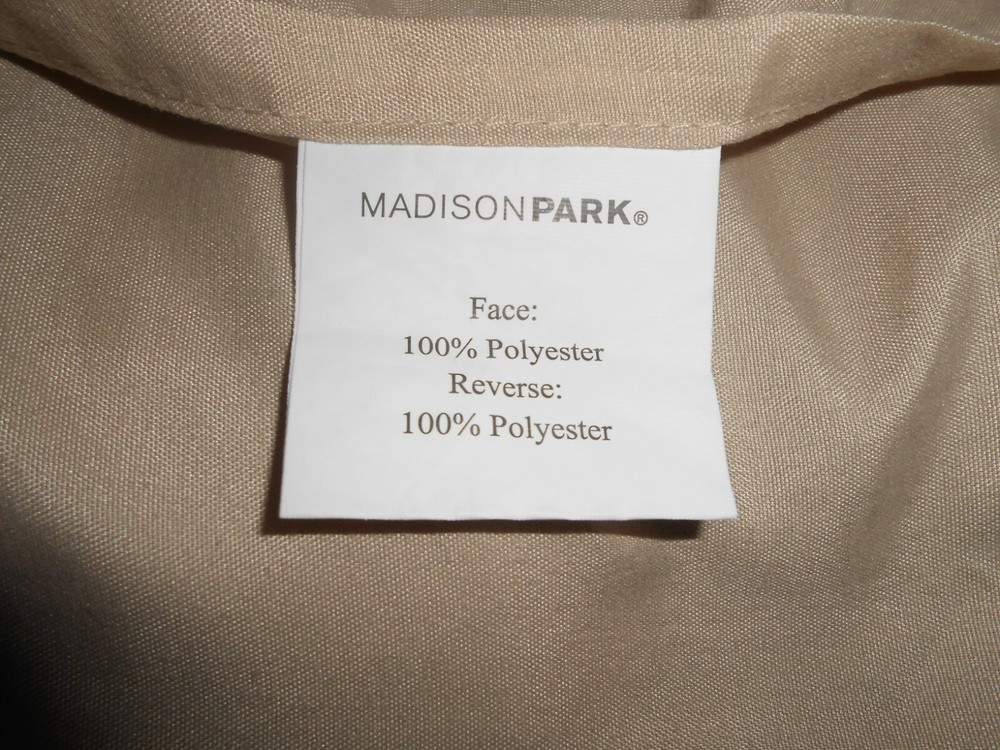 MADISONPARK®
Face:
100% Polyester
Reverse:
100% Polyester